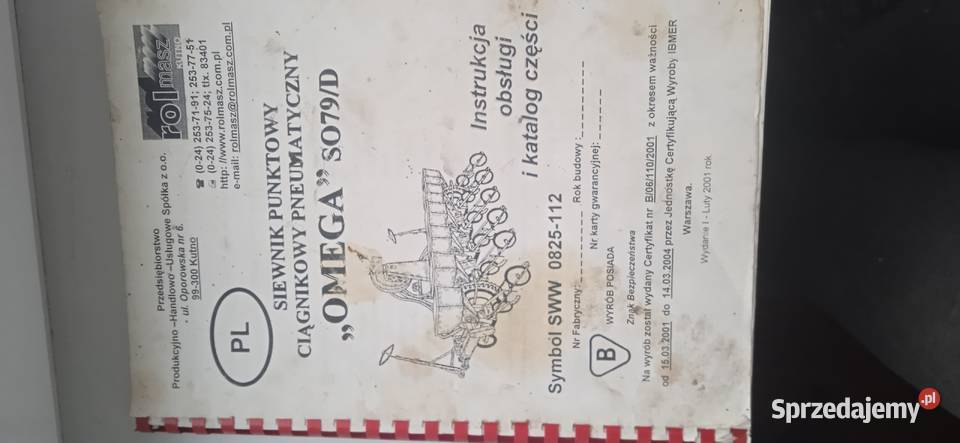 Przedsiębiorstwo
Produkcyjno –Handlowo –Usługowe Spółka z o.o.
ul. Oporowska nr 6.
99-300 Kutno
rolmasz
KUTNO
☎ (0-24) 253-71-91; 253-77-51
(0-24) 253-75-24; tlx. 83401
http: //www.rolmasz.com.pl
e-mail: rolmasz@rolmasz.com.pl
PL
SIEWNIK PUNKTOWY
CIĄGNIKOWY PNEUMATYCZNY
„OMEGA” SO79/D
Instrukcja
obsługi
i katalog części
Symból SWW 0825-112
Nr Fabryczny: Rok budowy :
Nr karty gwarancyjnej:
B
WYRÓB POSIADA
Znak Bezpieczeństwa
Na wyrób został wydany Certyfikat nr B/06/110/2001 z okresem ważności
od 15.03.2001 do 14.03.2004 przez Jednostkę Certyfikującą Wyroby IBMER
Warszawa.
Wydanie I - Luty 2001 rok.
Sprzedajemy.pl